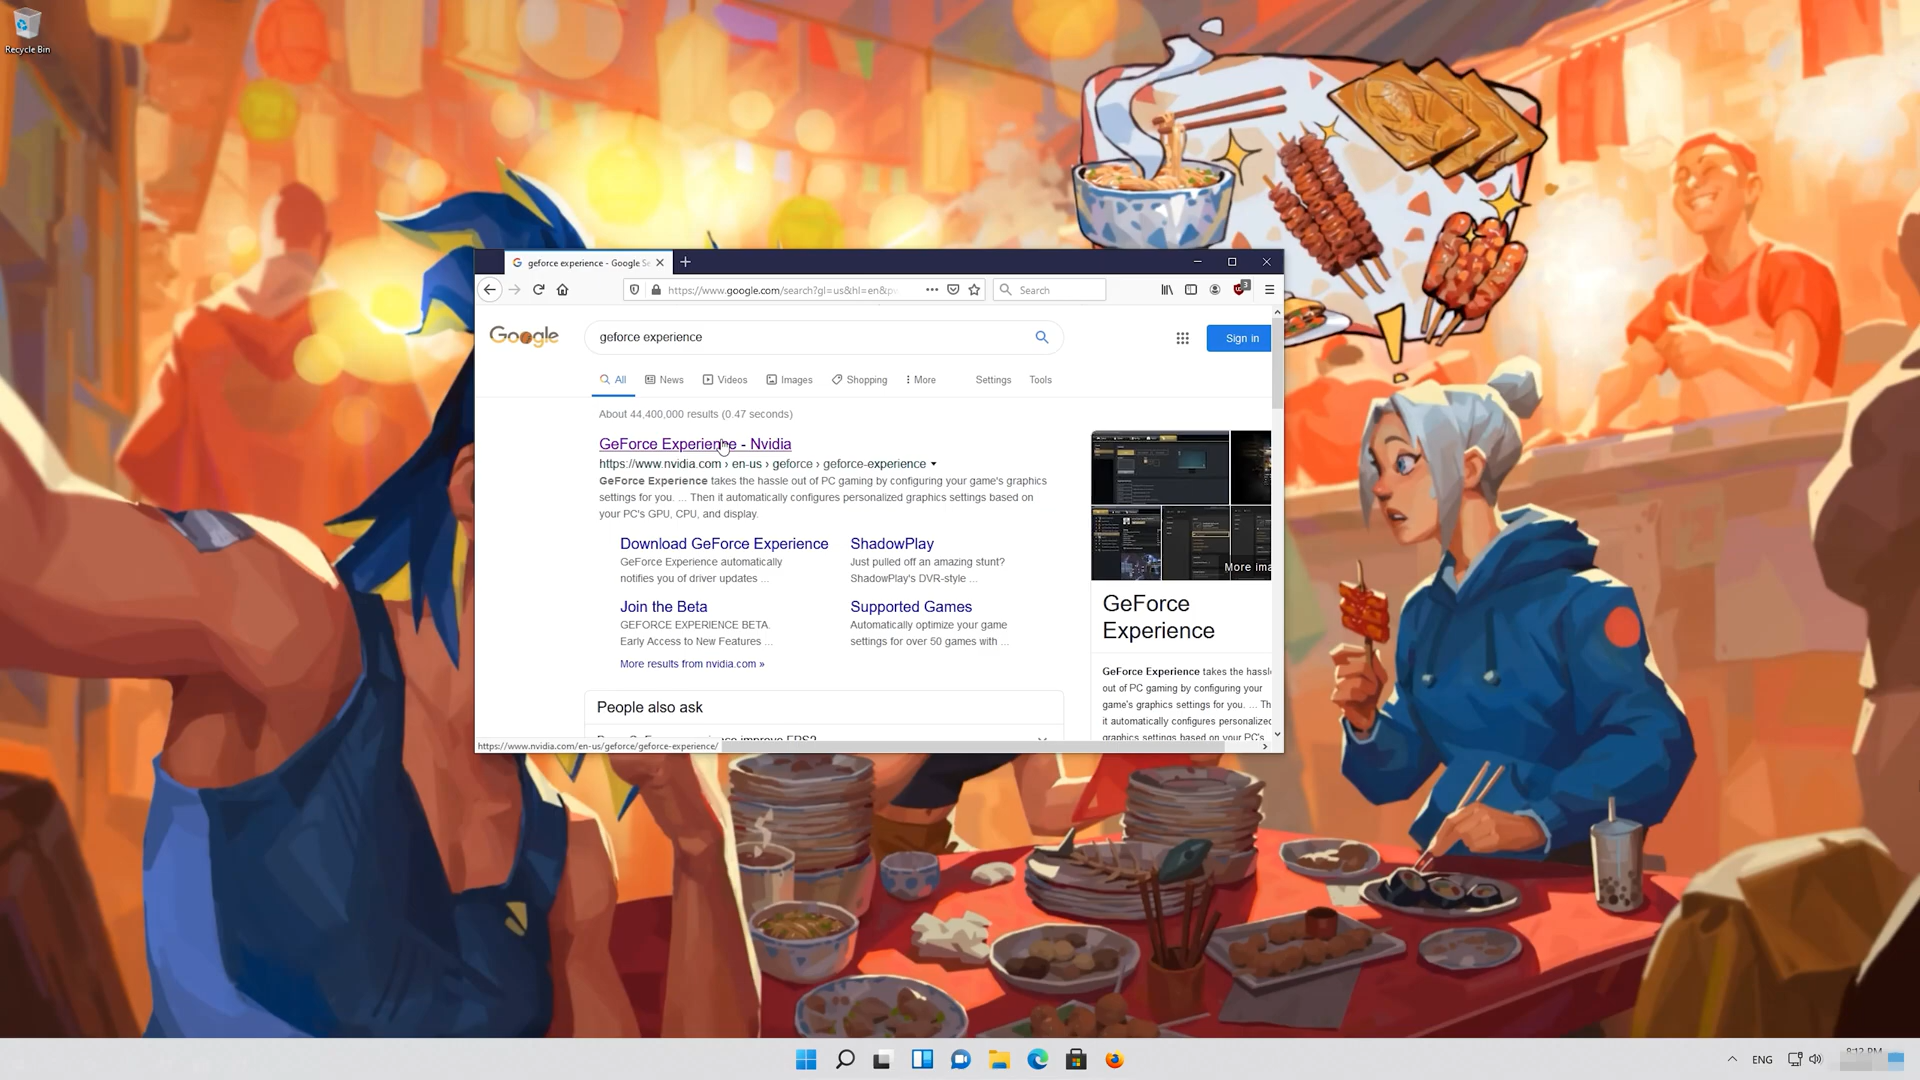 Recycle Bin
geforce experience - Google Se
https://www.google.com/search?gl=us&hl=en&p
Search
3
Google
geforce experience
Sign in
All
News
Videos
Images
Shopping
More
Settings
Tools
About 44,400,000 results (0.47 seconds)
GeForce Experience - Nvidia
https://www.nvidia.com › en-us › geforce › geforce-experience
GeForce Experience takes the hassle out of PC gaming by configuring your game's graphics
settings for you. ... Then it automatically configures personalized graphics settings based on
your PC's GPU, CPU, and display.
Download GeForce Experience
GeForce Experience automatically
notifies you of driver updates ...
ShadowPlay
Just pulled off an amazing stunt?
ShadowPlay's DVR-style ...
Join the Beta
GEFORCE EXPERIENCE BETA.
Early Access to New Features ...
Supported Games
Automatically optimize your game
settings for over 50 games with ...
More results from nvidia.com »
People also ask
More ima
GeForce
Experience
GeForce Experience takes the hassle
out of PC gaming by configuring your
game's graphics settings for you. ... Th
it automatically configures personalized
graphics settings based on your PC's
https://www.nvidia.com/en-us/geforce/geforce-experience/
ENG